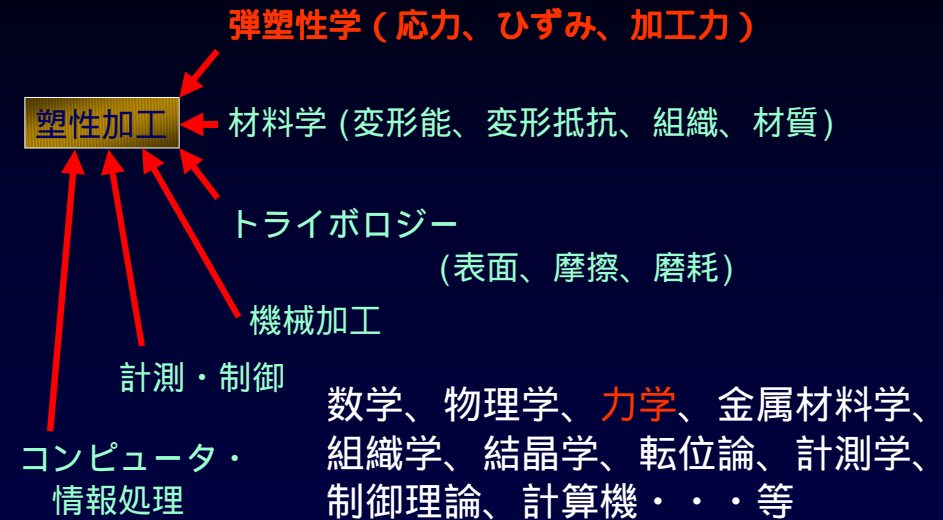 弾塑性学（応力、ひずみ、加工力）
塑性加工
材料学 (変形能、変形抵抗、組織、材質)
トライボロジー
(表面、摩擦、磨耗)
機械加工
計測・制御
コンピュータ・
情報処理
数学、物理学、力学、金属材料学、
組織学、結晶学、転位論、計測学、
制御理論、計算機・・・等